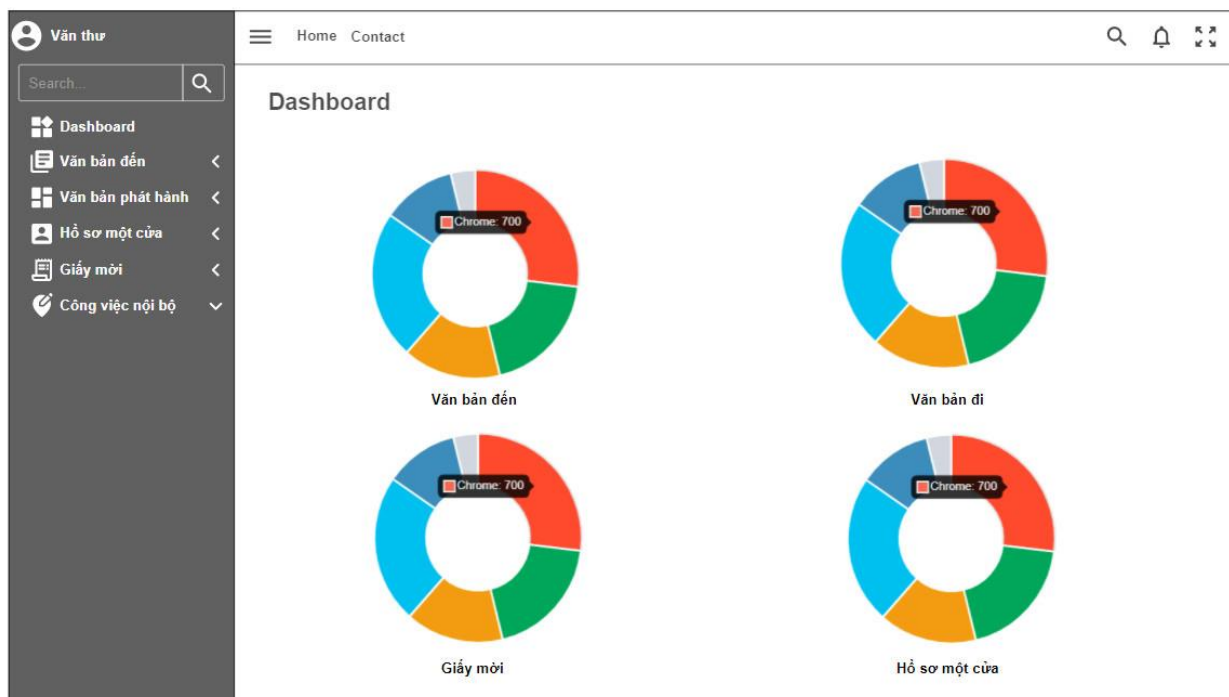 Văn thư
Home Contact
Search...
Dashboard
Dashboard
Văn bản đến
Văn bản phát hành
Hồ sơ một cửa
Giấy mời
Công việc nội bộ
Chrome: 700
Chrome: 700
Văn bản đến
Văn bản đi
Chrome: 700
Chrome: 700
Giấy mời
Hồ sơ một cửa